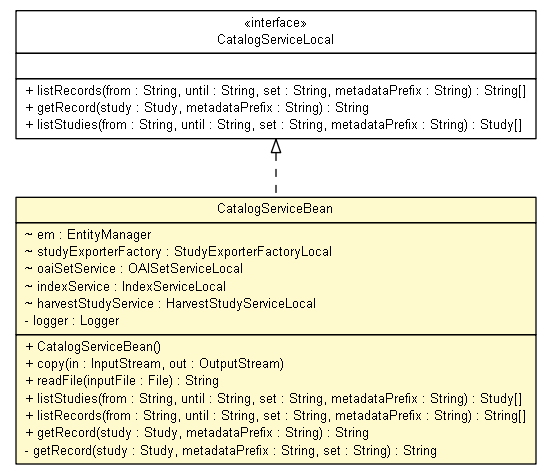 «interface»
CatalogServiceLocal
+ listRecords(from : String, until : String, set : String, metadataPrefix : String) : String[]
+ getRecord(study : Study, metadataPrefix : String) : String
+ listStudies(from : String, until : String, set : String, metadataPrefix : String) : Study[]
CatalogServiceBean
~ em : EntityManager
~ studyExporterFactory : StudyExporterFactoryLocal
~ oaiSetService : OAISetServiceLocal
~ indexService : IndexServiceLocal
~ harvestStudyService : HarvestStudyServiceLocal
- logger : Logger
+ CatalogServiceBean()
+ copy(in : InputStream, out : OutputStream)
+ readFile(inputFile : File) : String
+ listStudies(from : String, until : String, set : String, metadataPrefix : String) : Study[]
+ listRecords(from : String, until : String, set : String, metadataPrefix : String) : String[]
+ getRecord(study : Study, metadataPrefix : String) : String
- getRecord(study : Study, metadataPrefix : String, set : String) : String